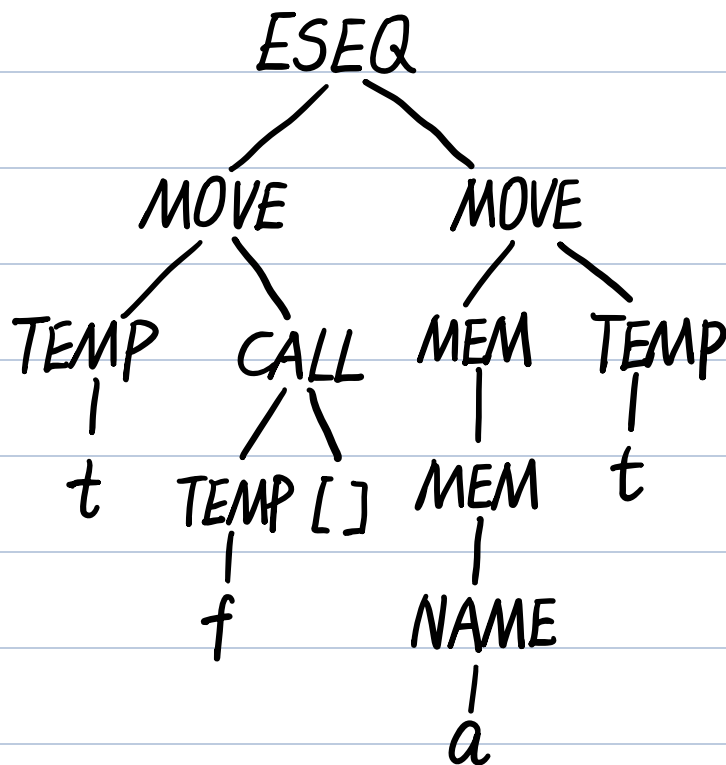 ESEQ
MOVE MOVE
TEMP CALL MEM TEMP
t TEMP [] MEM t
f NAME
a